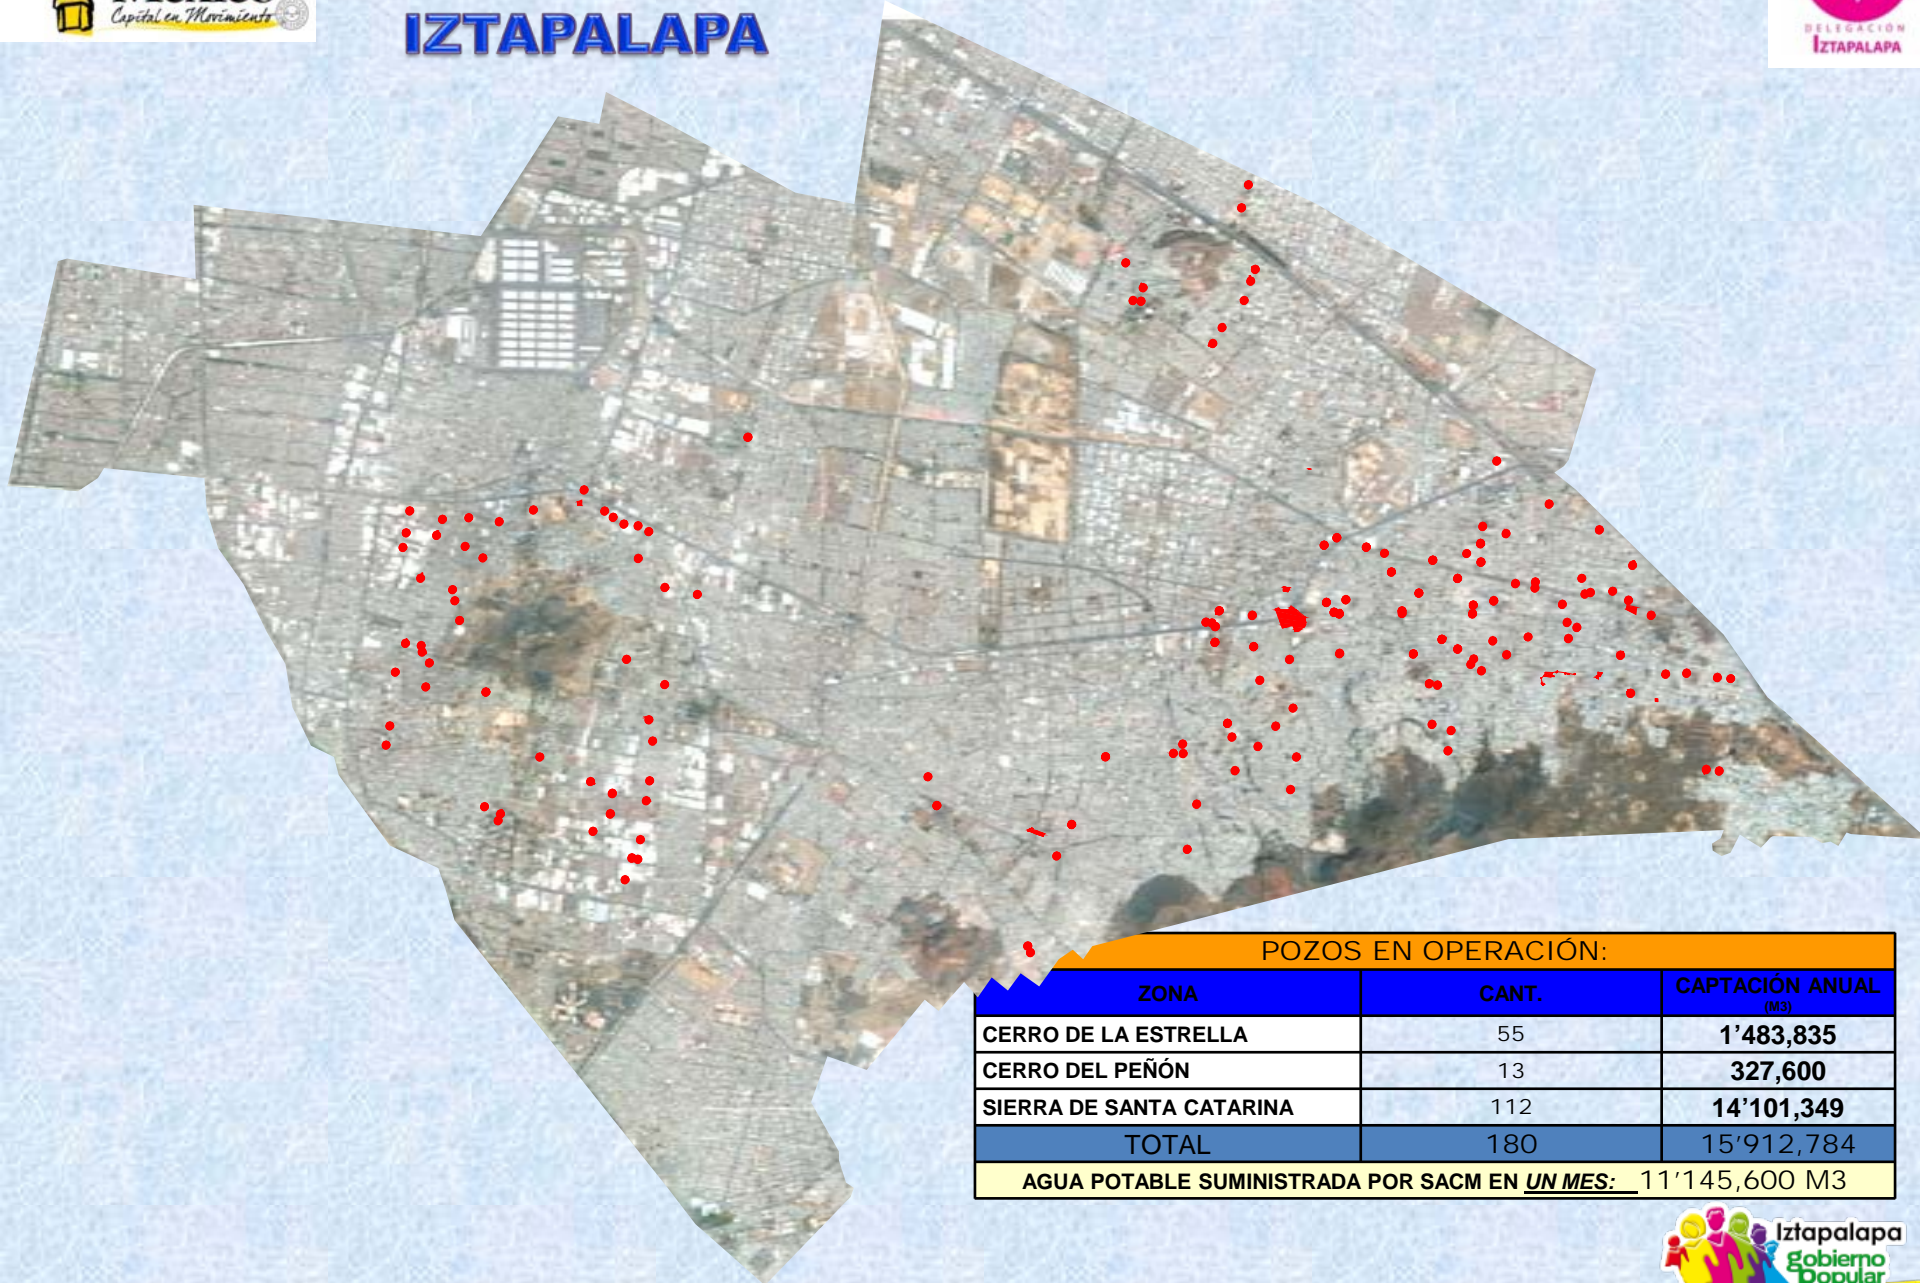 Capital en Movimiento
IZTAPALAPA
DELEGACIÓN
IZTAPALAPA
POZOS EN OPERACIÓN:
ZONA CANT. CAPTACIÓN ANUAL
(M3)
CERRO DE LA ESTRELLA 55 1'483,835
CERRO DEL PEÑÓN 13 327,600
SIERRA DE SANTA CATARINA 112 14'101,349
TOTAL 180 15'912,784
AGUA POTABLE SUMINISTRADA POR SACM EN UN MES: 11'145,600 M3
Iztapalapa
gobierno
Popular